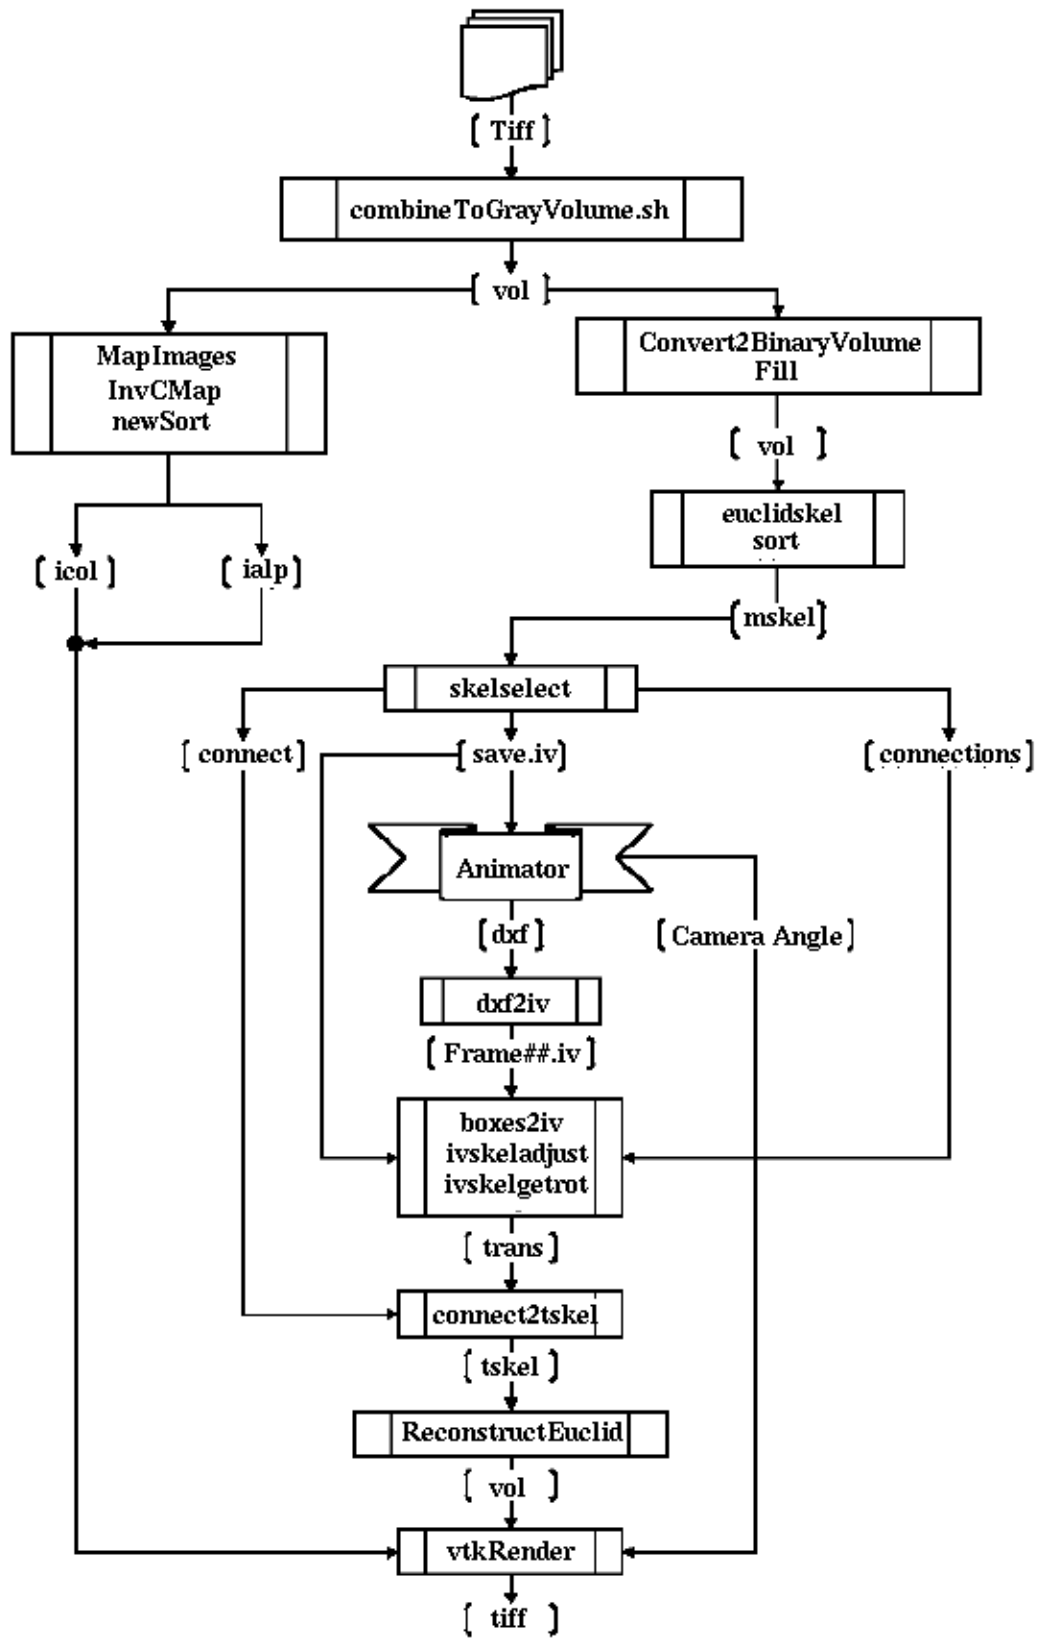 [ Tiff ]
combineToGrayVolume.sh
[ vol ]
MapImages
InvCMap
newSort
Convert2BinaryVolume
Fill
[ vol ]
euclidskel
sort
[ icol ]
[ ialp ]
[mskel]
skelselect
[ connect]
[save.iv]
[connections]
Animator
[dxf ]
[Camera Angle]
dxf2iv
[ Frame##.iv]
boxes2iv
ivskeladjust
ivskelgetrot
[ trans ]
connect2tskel
[ tskel ]
ReconstructEuclid
[ vol ]
vtkRender
[ tiff ]